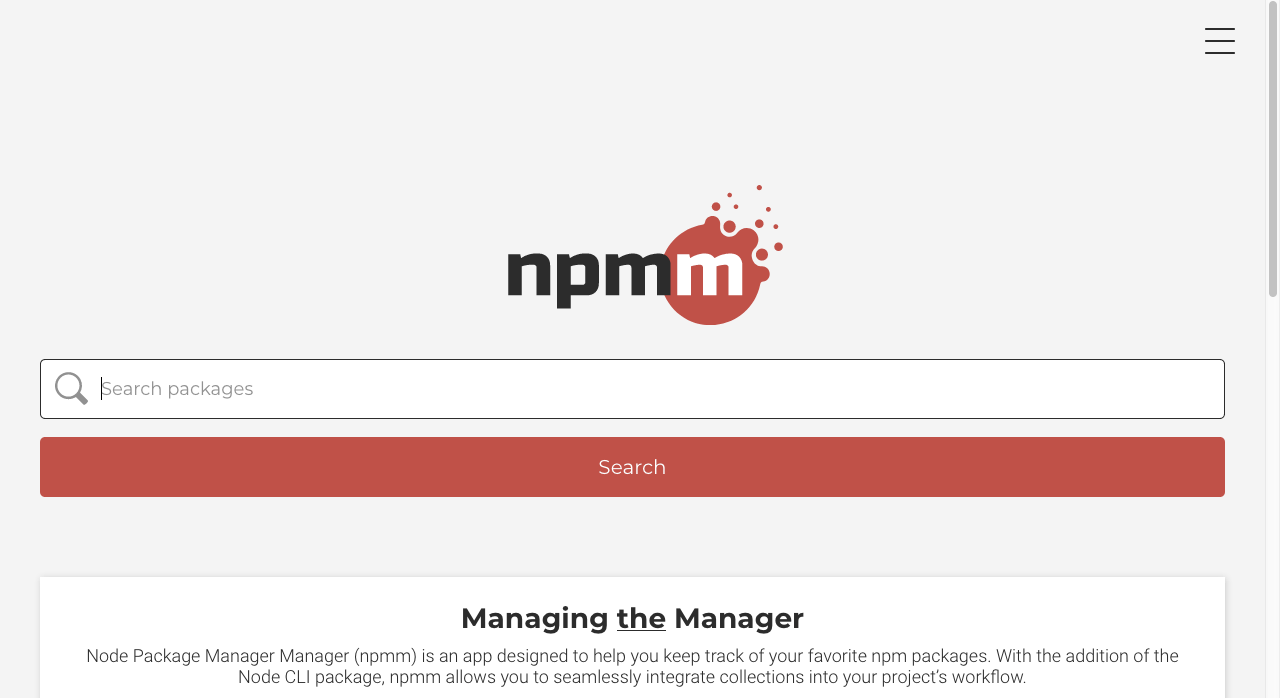 npmm
Search packages
Search
Managing the Manager
Node Package Manager Manager (npmm) is an app designed to help you keep track of your favorite npm packages. With the addition of the
Node CLI package, npmm allows you to seamlessly integrate collections into your project’s workflow.